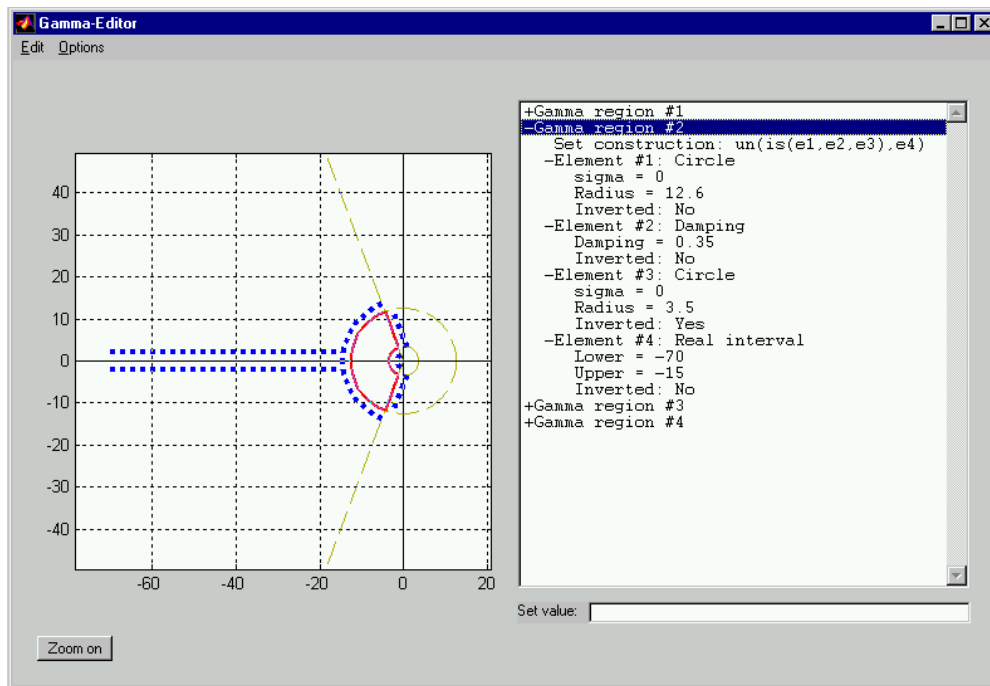 Gamma-Editor
Edit Options
+Gamma region #1
−Gamma region #2
Set construction: un(is(e1,e2,e3),e4)
−Element #1: Circle
sigma = 0
Radius = 12.6
Inverted: No
−Element #2: Damping
Damping = 0.35
Inverted: No
−Element #3: Circle
sigma = 0
Radius = 3.5
Inverted: Yes
−Element #4: Real interval
Lower = −70
Upper = −15
Inverted: No
+Gamma region #3
+Gamma region #4
40
30
20
10
0
-10
-20
-30
-40
-60 -40 -20 0 20
Set value:
Zoom on